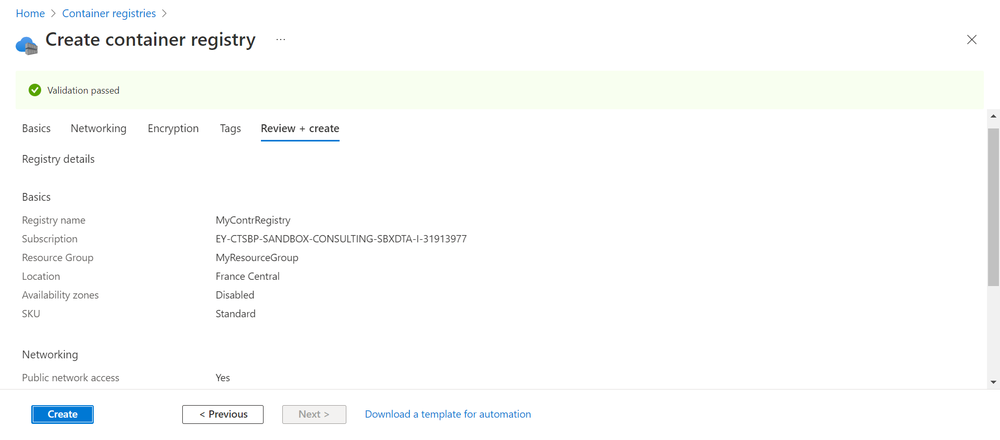 Home > Container registries >
Create container registry ...
Validation passed
Basics Networking Encryption Tags Review + create
Registry details
Basics
Registry name MyContrRegistry
Subscription EY-CTSBP-SANDBOX-CONSULTING-SBXDTA-I-31913977
Resource Group MyResourceGroup
Location France Central
Availability zones Disabled
SKU Standard
Networking
Public network access Yes
Create < Previous Next > Download a template for automation